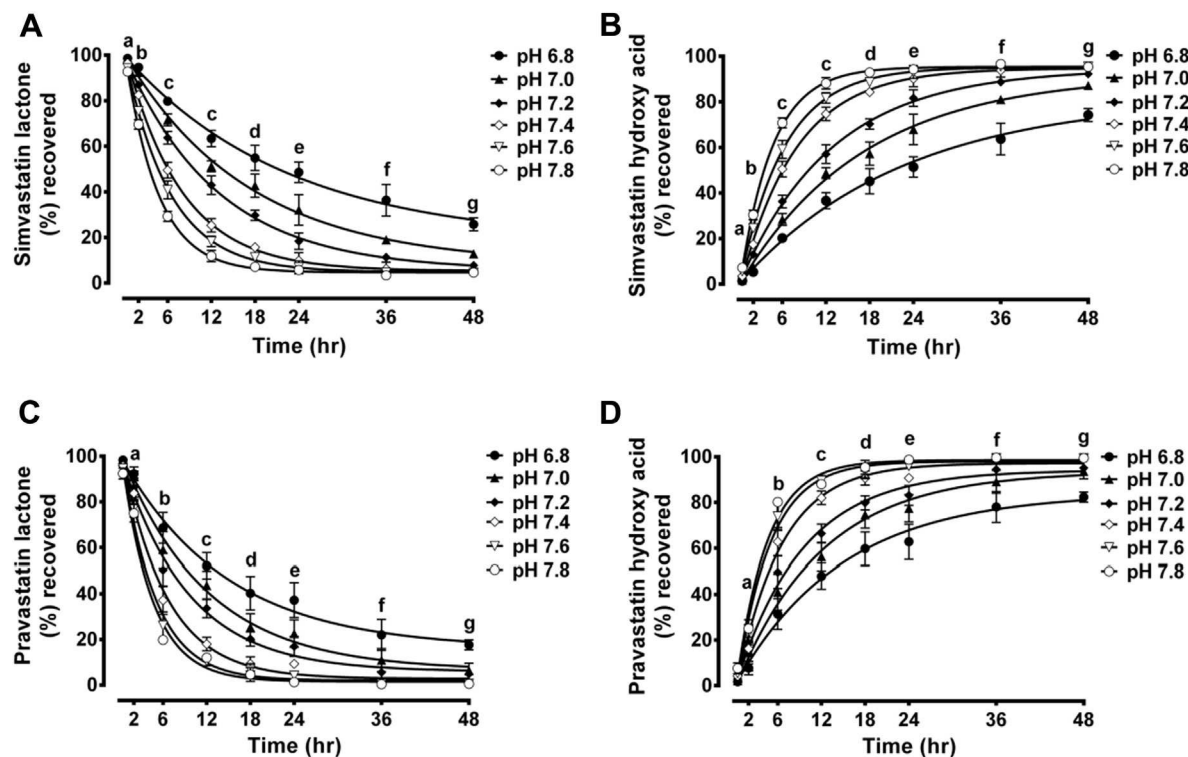 A
Simvastatin lactone
(%) recovered
100
80
60
40
20
0
a
b
c
c
d
e
f
g
2
6
12
18
24
36
48
Time (hr)
pH 6.8
pH 7.0
pH 7.2
pH 7.4
pH 7.6
pH 7.8
B
Simvastatin hydroxy acid
(%) recovered
100
80
60
40
20
0
a
b
c
c
d
e
f
g
2
6
12
18
24
36
48
Time (hr)
pH 6.8
pH 7.0
pH 7.2
pH 7.4
pH 7.6
pH 7.8
C
Pravastatin lactone
(%) recovered
100
80
60
40
20
0
a
b
c
d
e
f
g
2
6
12
18
24
36
48
Time (hr)
pH 6.8
pH 7.0
pH 7.2
pH 7.4
pH 7.6
pH 7.8
D
Pravastatin hydroxy acid
(%) recovered
100
80
60
40
20
0
a
b
c
d
e
f
g
2
6
12
18
24
36
48
Time (hr)
pH 6.8
pH 7.0
pH 7.2
pH 7.4
pH 7.6
pH 7.8